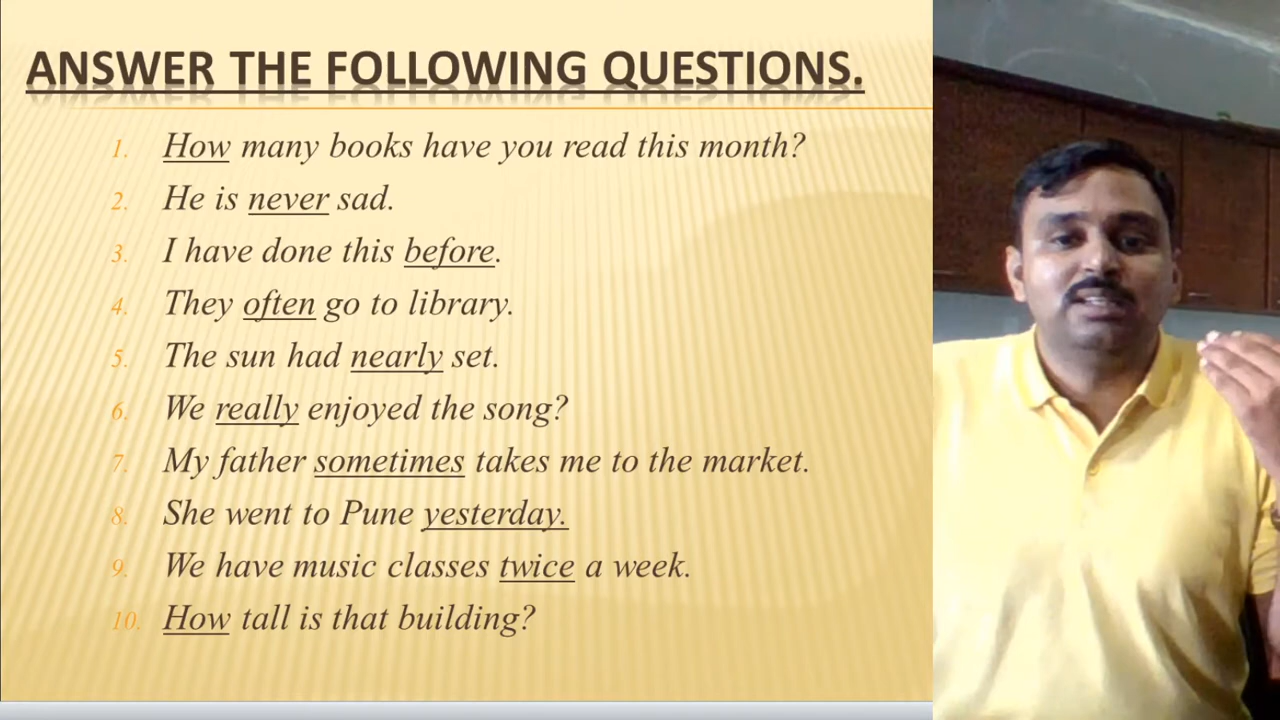 ANSWER THE FOLLOWING QUESTIONS.
1. How many books have you read this month?
2. He is never sad.
3. I have done this before.
4. They often go to library.
5. The sun had nearly set.
6. We really enjoyed the song?
7. My father sometimes takes me to the market.
8. She went to Pune yesterday.
9. We have music classes twice a week.
10. How tall is that building?